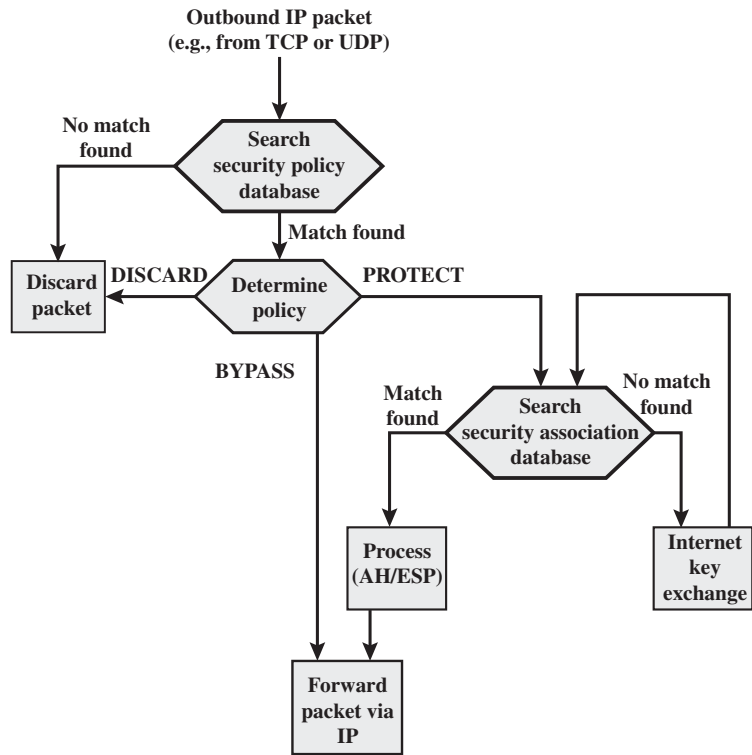 Outbound IP packet
(e.g., from TCP or UDP)
No match
found
Search
security policy
database
Match found
Discard
packet
DISCARD
Determine
policy
PROTECT
BYPASS
Match
found
Search
security association
database
No match
found
Process
(AH/ESP)
Internet
key
exchange
Forward
packet via
IP